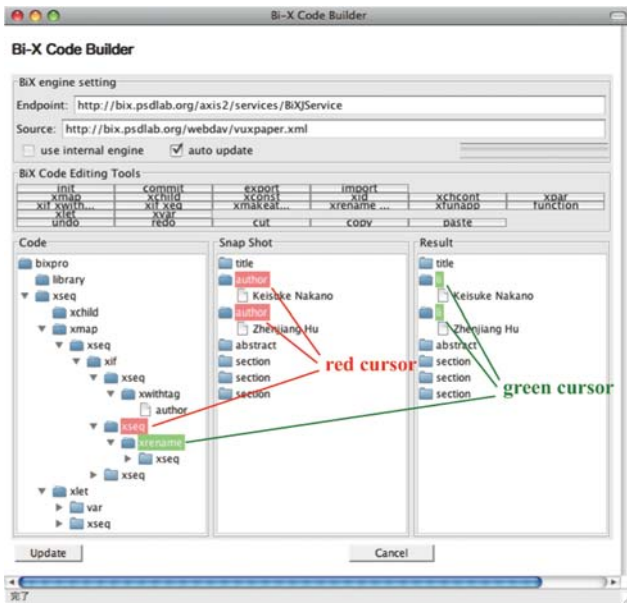 Bi-X Code Builder
Bi-X Code Builder
BiX engine setting
Endpoint: http://bix.psdlab.org/axis2/services/BiXJService
Source: http://bix.psdlab.org/webdav/vuxpaper.xml
use internal engine auto update
BiX Code Editing Tools
init commit export import
xmap xchild xconst xid xchcont xpar
xif xwith... xif xeq xmakeat... xrename ... xfunapp function
xlet xvar
undo redo cut copy paste
Code Snap Shot Result
bixpro title title
library author li
xseq Keisuke Nakano Keisuke Nakano
xchild author li
xmap Zhenjiang Hu Zhenjiang Hu
xseq abstract abstract
xif section section
xseq section section
xwithtag section section
author
red cursor
green cursor
xseq
xrename
xseq
xseq
xlet
var
xseq
Update Cancel
完了